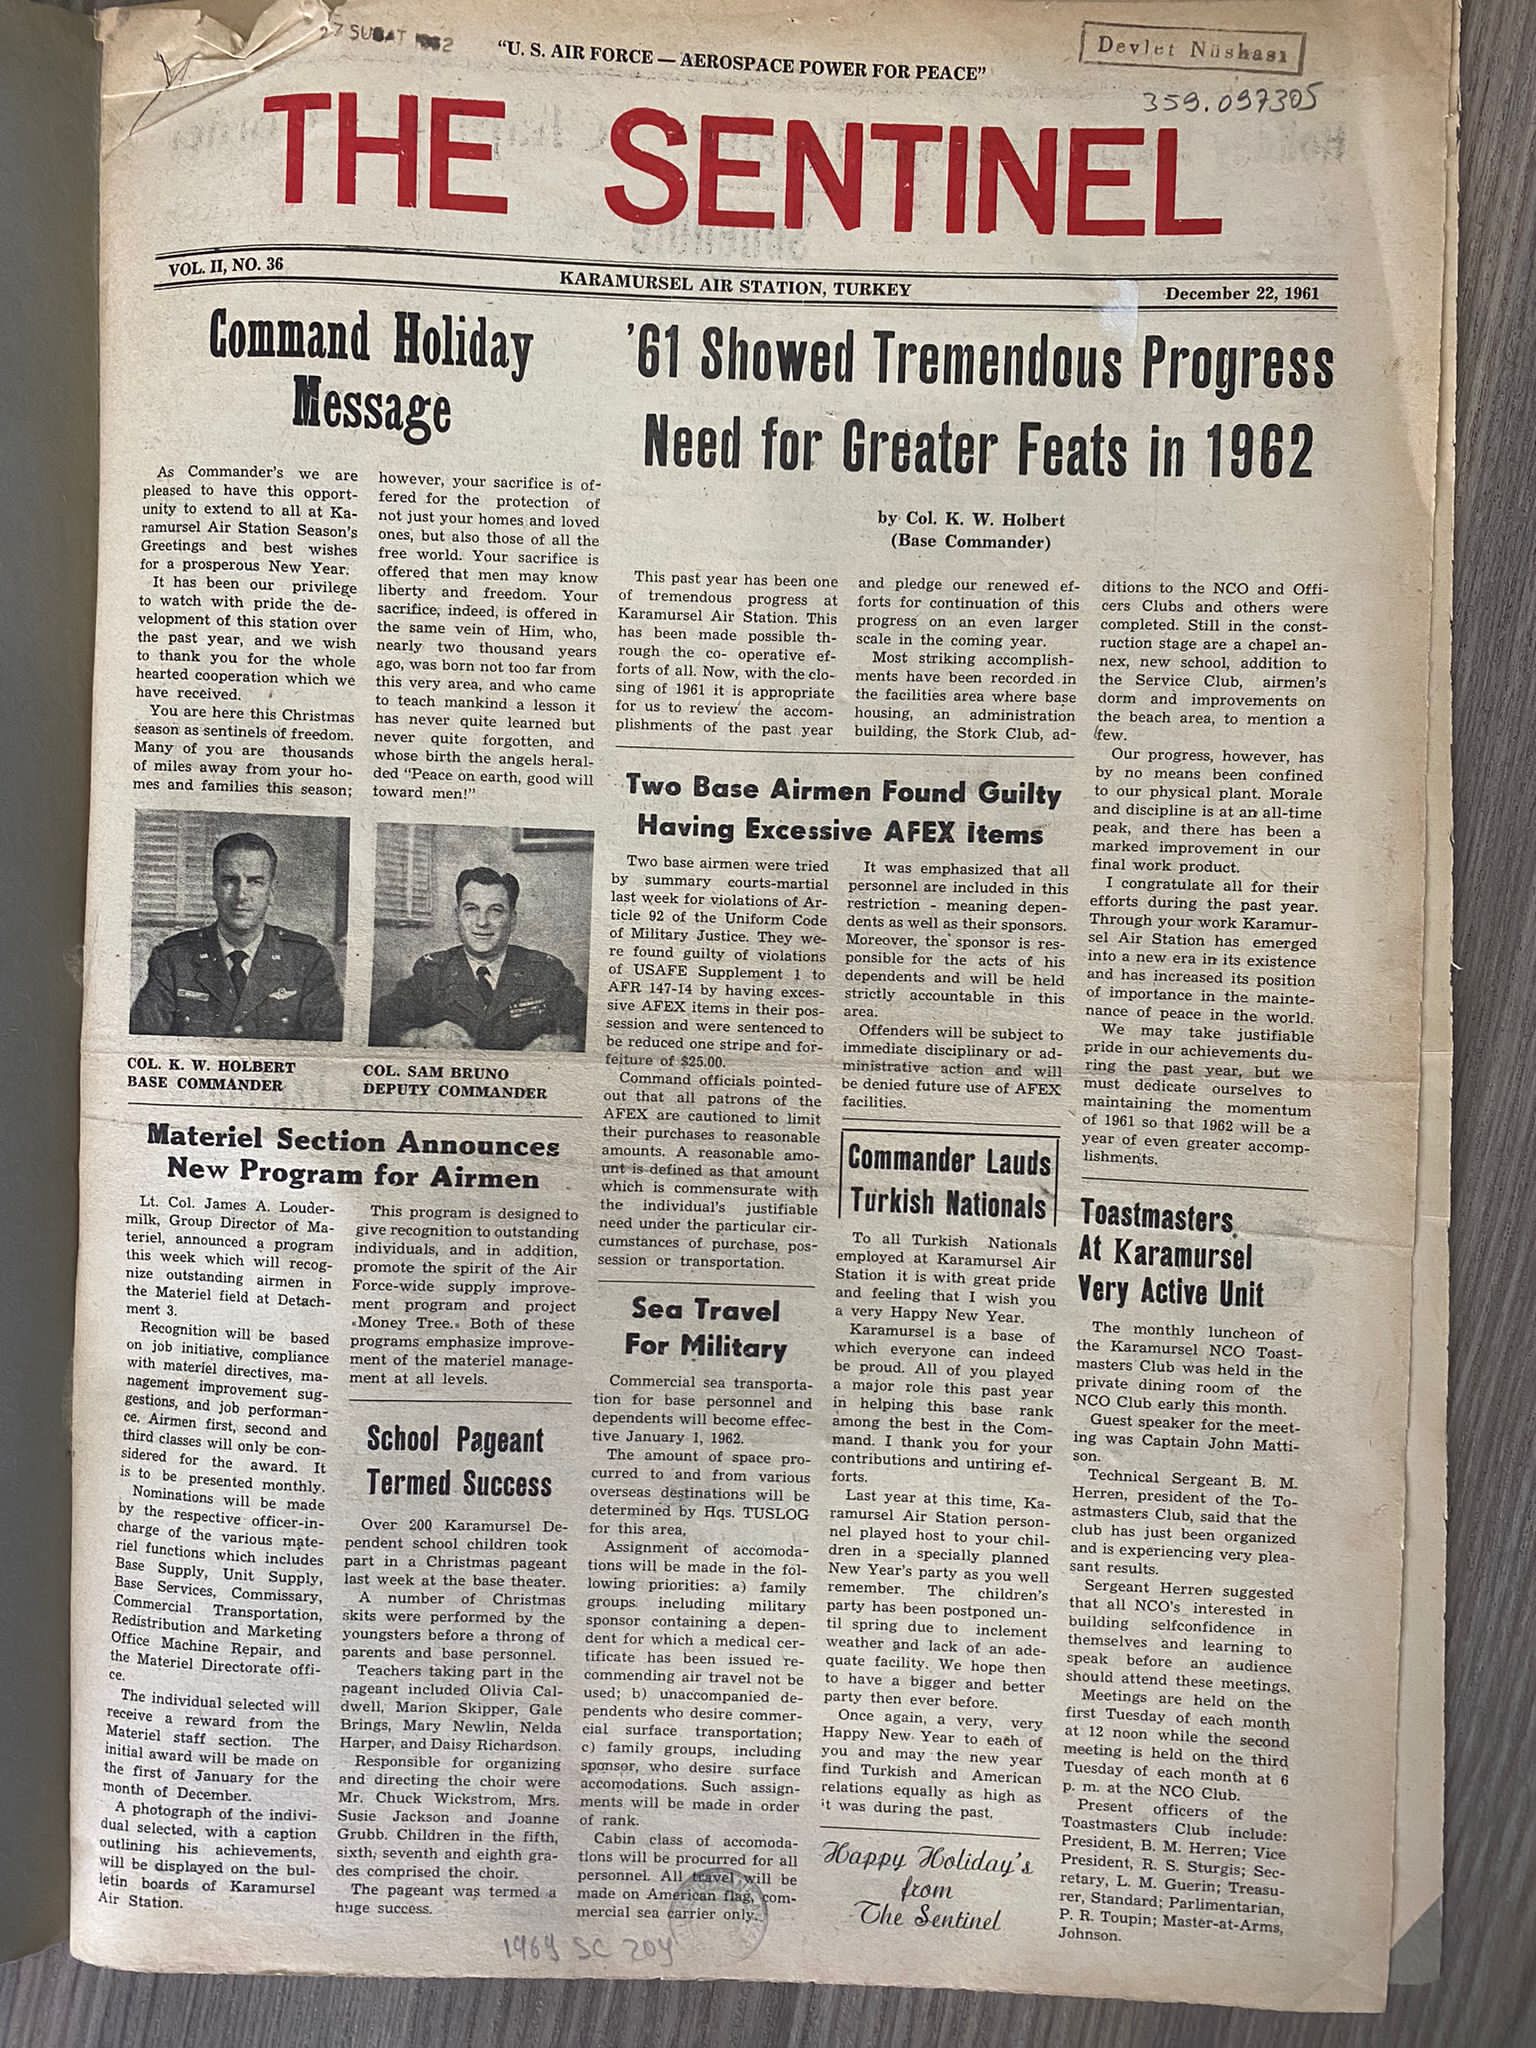 27 SUBAT 1962
"U. S. AIR FORCE — AEROSPACE POWER FOR PEACE"
Devlet Nüshası
359.097305
THE SENTINEL
VOL. II, NO. 36
KARAMURSEL AIR STATION, TURKEY
December 22, 1961
Command Holiday
Message
As Commander's we are
pleased to have this opport-
unity to extend to all at Ka-
ramursel Air Station Season's
Greetings and best wishes
for a prosperous New Year.
It has been our privilege
to watch with pride the de-
velopment of this station over
the past year, and we wish
to thank you for the whole
hearted cooperation which we
have received.
You are here this Christmas
season as sentinels of freedom.
Many of you are thousands
of miles away from your ho-
mes and families this season;
however, your sacrifice is of-
fered for the protection of
not just your homes and loved
ones, but also those of all the
free world. Your sacrifice is
offered that men may know
liberty and freedom. Your
sacrifice, indeed, is offered in
the same vein of Him, who,
nearly two thousand years
ago, was born not too far from
this very area, and who came
to teach mankind a lesson it
has never quite learned but
never quite forgotten, and
whose birth the angels heral-
ded "Peace on earth, good will
toward men!"
COL. K. W. HOLBERT
BASE COMMANDER
COL. SAM BRUNO
DEPUTY COMMANDER
Materiel Section Announces
New Program for Airmen
Lt. Col. James A. Louder-
milk, Group Director of Ma-
teriel, announced a program
this week which will recog-
nize outstanding airmen in
the Materiel field at Detach-
ment 3.
Recognition will be based
on job initiative, compliance
with materiel directives, ma-
nagement improvement sug-
gestions, and job performan-
ce. Airmen first, second and
third classes will only be con-
sidered for the award. It
is to be presented monthly.
Nominations will be made
by the respective officer-in-
charge of the various mate-
riel functions which includes
Base Supply, Unit Supply,
Base Services, Commissary,
Commercial Transportation,
Redistribution and Marketing
Office Machine Repair, and
the Materiel Directorate offi-
ce.
The individual selected will
receive a reward from the
Materiel staff section. The
initial award will be made on
the first of January for the
month of December.
A photograph of the indivi-
dual selected, with a caption
outlining his achievements,
will be displayed on the bul-
letin boards of Karamursel
Air Station.
This program is designed to
give recognition to outstanding
individuals, and in addition,
promote the spirit of the Air
Force-wide supply improve-
ment program and project
«Money Tree.» Both of these
programs emphasize improve-
ment of the materiel manage-
ment at all levels.
School Pageant
Termed Success
Over 200 Karamursel De-
pendent school children took
part in a Christmas pageant
last week at the base theater.
A number of Christmas
skits were performed by the
youngsters before a throng of
parents and base personnel.
Teachers taking part in the
pageant included Olivia Cal-
dwell, Marion Skipper, Gale
Brings, Mary Newlin, Nelda
Harper, and Daisy Richardson.
Responsible for organizing
and directing the choir were
Mr. Chuck Wickstrom, Mrs.
Susie Jackson and Joanne
Grubb. Children in the fifth,
sixth, seventh and eighth gra-
des comprised the choir.
The pageant was termed a
huge success.
'61 Showed Tremendous Progress
Need for Greater Feats in 1962
by Col. K. W. Holbert
(Base Commander)
This past year has been one
of tremendous progress at
Karamursel Air Station. This
has been made possible th-
rough the co- operative ef-
forts of all. Now, with the clo-
sing of 1961 it is appropriate
for us to review the accom-
plishments of the past year
and pledge our renewed ef-
forts for continuation of this
progress on an even larger
scale in the coming year.
Most striking accomplish-
ments have been recorded in
the facilities area where base
housing, an administration
building, the Stork Club, ad-
ditions to the NCO and Offi-
cers Clubs and others were
completed. Still in the const-
ruction stage are a chapel an-
nex, new school, addition to
the Service Club, airmen's
dorm and improvements on
the beach area, to mention a
few.
Our progress, however, has
by no means been confined
to our physical plant. Morale
and discipline is at an all-time
peak, and there has been a
marked improvement in our
final work product.
I congratulate all for their
efforts during the past year.
Through your work Karamur-
sel Air Station has emerged
into a new era in its existence
and has increased its position
of importance in the mainte-
nance of peace in the world.
We may take justifiable
pride in our achievements du-
ring the past year, but we
must dedicate ourselves to
maintaining the momentum
of 1961 so that 1962 will be a
year of even greater accomp-
lishments.
Two Base Airmen Found Guilty
Having Excessive AFEX Items
Two base airmen were tried
by summary courts-martial
last week for violations of Ar-
ticle 92 of the Uniform Code
of Military Justice. They we-
re found guilty of violations
of USAFE Supplement 1 to
AFR 147-14 by having exces-
sive AFEX items in their pos-
session and were sentenced to
be reduced one stripe and for-
feiture of $25.00.
Command officials pointed-
out that all patrons of the
AFEX are cautioned to limit
their purchases to reasonable
amounts. A reasonable amo-
unt is defined as that amount
which is commensurate with
the individual's justifiable
need under the particular cir-
cumstances of purchase, pos-
session or transportation.
It was emphasized that all
personnel are included in this
restriction - meaning depen-
dents as well as their sponsors.
Moreover, the sponsor is res-
ponsible for the acts of his
dependents and will be held
strictly accountable in this
area.
Offenders will be subject to
immediate disciplinary or ad-
ministrative action and will
be denied future use of AFEX
facilities.
Sea Travel
For Military
Commercial sea transporta-
tion for base personnel and
dependents will become effec-
tive January 1, 1962.
The amount of space pro-
curred to and from various
overseas destinations will be
determined by Hqs. TUSLOG
for this area.
Assignment of accomoda-
tions will be made in the fol-
lowing priorities: a) family
groups including military
sponsor containing a depen-
dent for which a medical cer-
tificate has been issued re-
commending air travel not be
used; b) unaccompanied de-
pendents who desire commer-
cial surface transportation;
c) family groups, including
sponsor, who desire surface
accomodations. Such assign-
ments will be made in order
of rank.
Cabin class of accomoda-
tions will be procurred for all
personnel. All travel will be
made on American flag, com-
mercial sea carrier only.
Commander Lauds
Turkish Nationals
To all Turkish Nationals
employed at Karamursel Air
Station it is with great pride
and feeling that I wish you
a very Happy New Year.
Karamursel is a base of
which everyone can indeed
be proud. All of you played
a major role this past year
in helping this base rank
among the best in the Com-
mand. I thank you for your
contributions and untiring ef-
forts.
Last year at this time, Ka-
ramursel Air Station person-
nel played host to your chil-
dren in a specially planned
New Year's party as you well
remember. The children's
party has been postponed un-
til spring due to inclement
weather and lack of an ade-
quate facility. We hope then
to have a bigger and better
party then ever before.
Once again, a very, very
Happy New Year to each of
you and may the new year
find Turkish and American
relations equally as high as
it was during the past.
Happy Holiday's
from
The Sentinel
Toastmasters
At Karamursel
Very Active Unit
The monthly luncheon of
the Karamursel NCO Toast-
masters Club was held in the
private dining room of the
NCO Club early this month.
Guest speaker for the meet-
ing was Captain John Matti-
son.
Technical Sergeant B. M.
Herren, president of the To-
astmasters Club, said that the
club has just been organized
and is experiencing very plea-
sant results.
Sergeant Herren suggested
that all NCO's interested in
building selfconfidence in
themselves and learning to
speak before an audience
should attend these meetings.
Meetings are held on the
first Tuesday of each month
at 12 noon while the second
meeting is held on the third
Tuesday of each month at 6
p. m. at the NCO Club.
Present officers of the
Toastmasters Club include:
President, B. M. Herren; Vice
President, R. S. Sturgis; Sec-
retary, L. M. Guerin; Treasu-
rer, Standard; Parlimentarian,
P. R. Toupin; Master-at-Arms,
Johnson.
1969 SC 204